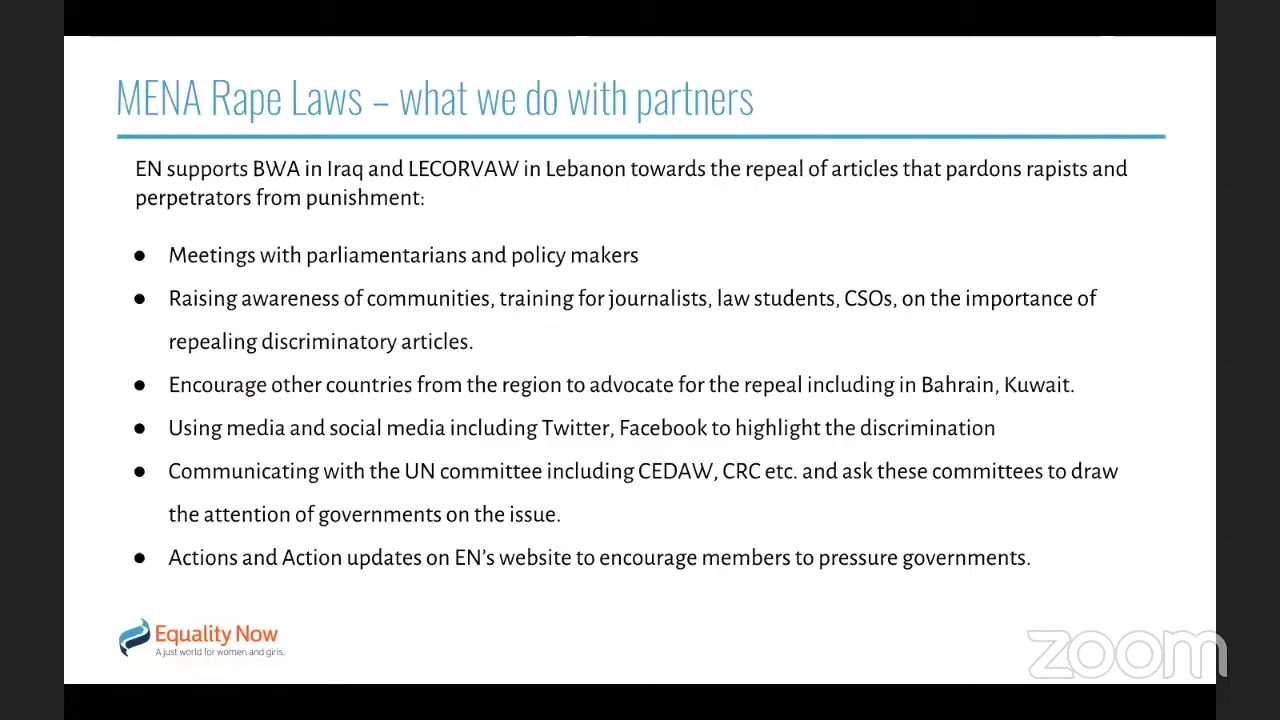 MENA Rape Laws – what we do with partners
EN supports BWA in Iraq and LECORVAW in Lebanon towards the repeal of articles that pardons rapists and
perpetrators from punishment:
● Meetings with parliamentarians and policy makers
● Raising awareness of communities, training for journalists, law students, CSOs, on the importance of
repealing discriminatory articles.
● Encourage other countries from the region to advocate for the repeal including in Bahrain, Kuwait.
● Using media and social media including Twitter, Facebook to highlight the discrimination
● Communicating with the UN committee including CEDAW, CRC etc. and ask these committees to draw
the attention of governments on the issue.
● Actions and Action updates on EN's website to encourage members to pressure governments.
Equality Now
A just world for women and girls.
zoom